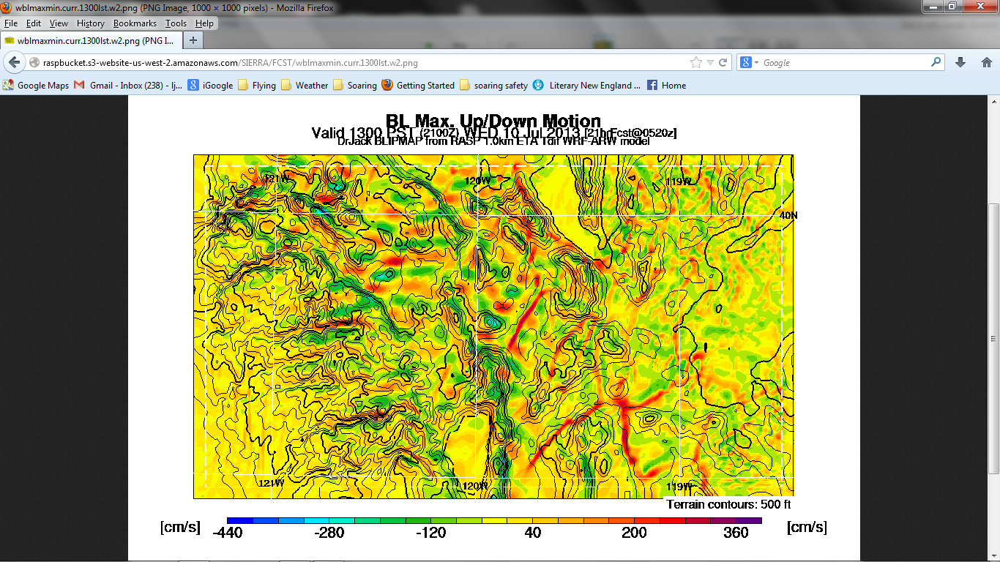 wblmaxmin.curr.1300lst.w2.png (PNG Image, 1000 × 1000 pixels) - Mozilla Firefox
File Edit View History Bookmarks Tools Help
wblmaxmin.curr.1300lst.w2.png (PNG I... +
raspbucket.s3-website-us-west-2.amazonaws.com/SIERRA/FCST/wblmaxmin.curr.1300lst.w2.png Google
Google Maps Gmail - Inbox (238) - lj... iGoogle Flying Weather Soaring Getting Started soaring safety Literary New England ... Home
BL Max. Up/Down Motion
Valid 1300 PST (2100Z) WED 10 Jul 2013 [21hrFcst@0520z]
DrJack BLIPMAP from RASP 1.0km ETA 1dif WRF-ARW model
121W 120W 119W
40N
121W 120W 119W
Terrain contours: 500 ft
[cm/s] -440 -280 -120 40 200 360 [cm/s]